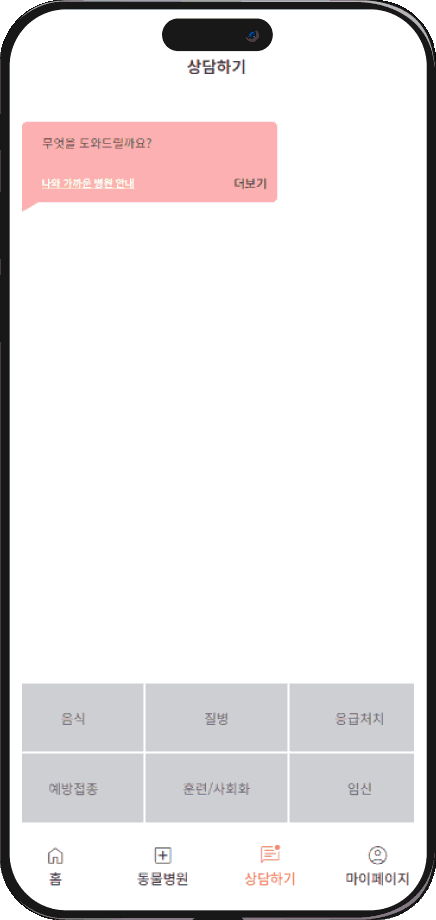 상담하기
무엇을 도와드릴까요?
나와 가까운 병원 안내 더보기
음식 질병 응급처치
예방접종 훈련/사회화 임신
홈 동물병원 상담하기 마이페이지